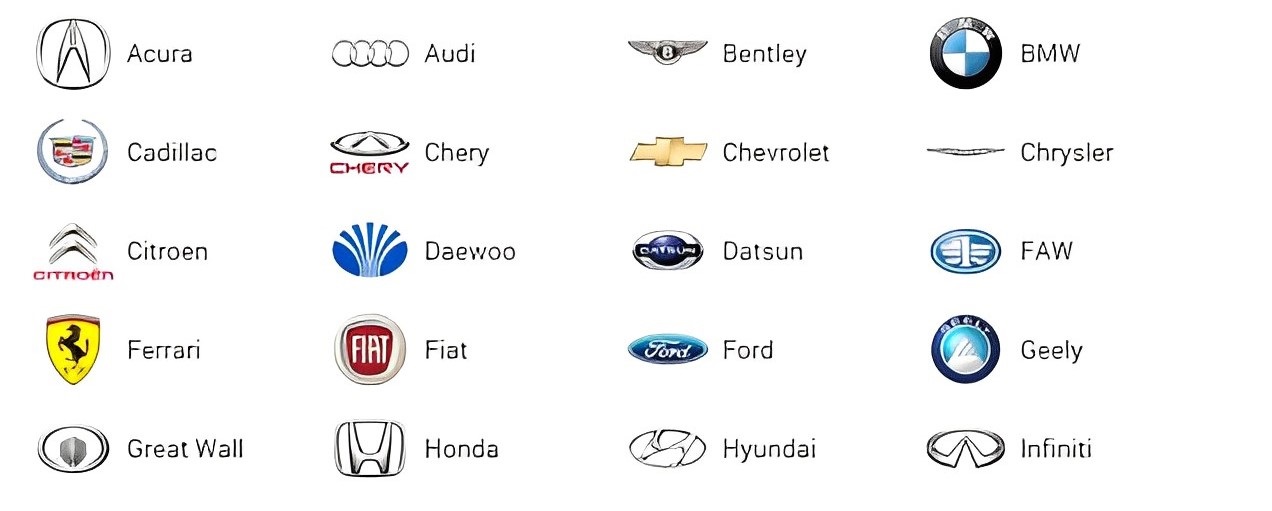 Acura Audi Bentley BMW
Cadillac CHERY Chery Chevrolet Chrysler
CITROËN Citroen Daewoo DATSUN Datsun FAW
Ferrari FIAT Fiat Ford Ford Geely
Great Wall Honda Hyundai Infiniti